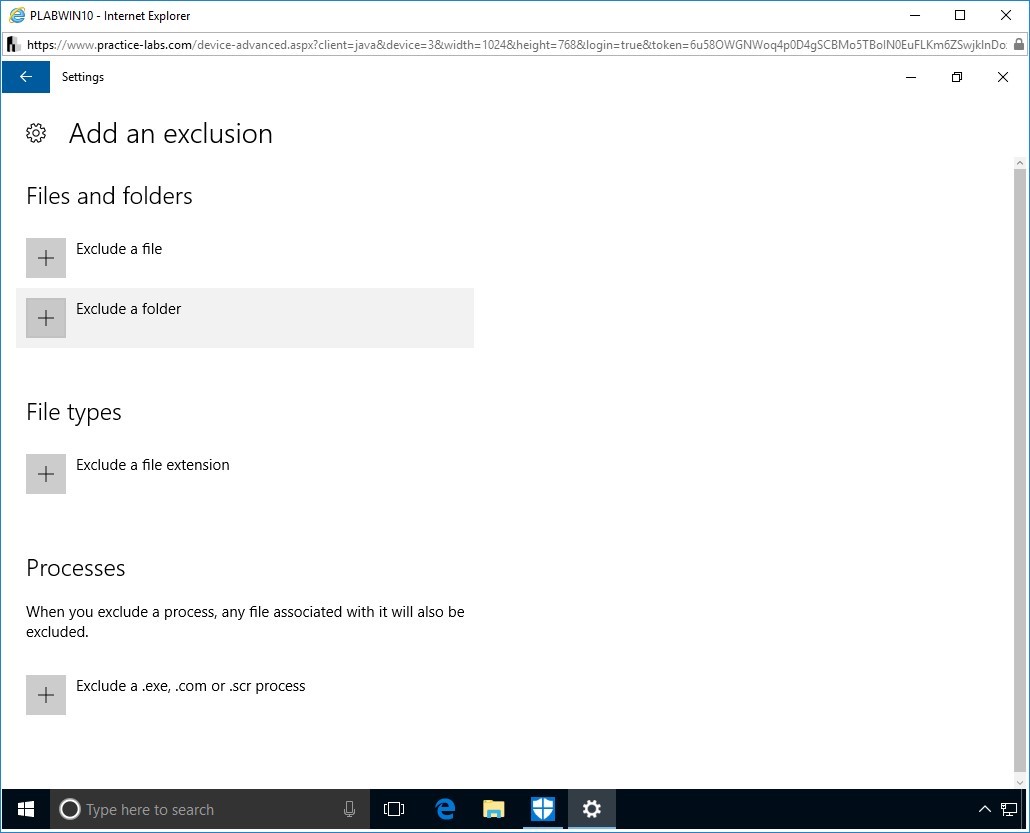 PLABWIN10 - Internet Explorer
https://www.practice-labs.com/device-advanced.aspx?client=java&device=3&width=1024&height=768&login=true&token=6u58OWGNWoq4p0D4gSCBMo5TBoIN0EuFLKm6ZSwjkInDo
Settings
Add an exclusion
Files and folders
Exclude a file
Exclude a folder
File types
Exclude a file extension
Processes
When you exclude a process, any file associated with it will also be
excluded.
Exclude a .exe, .com or .scr process
Type here to search